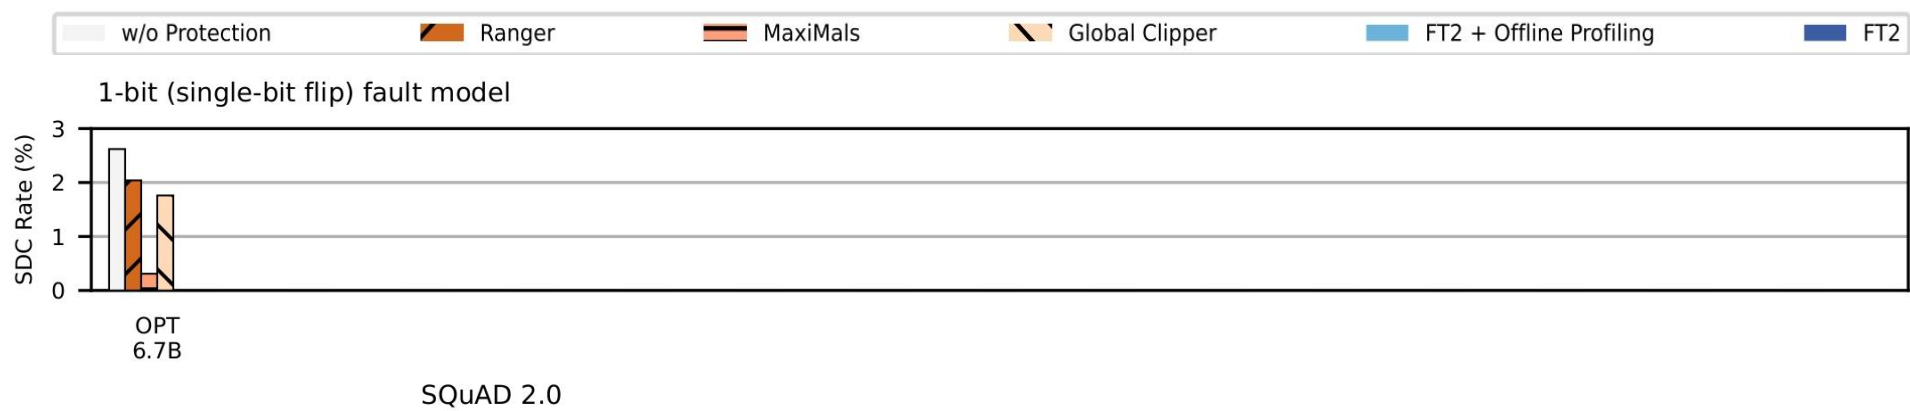 w/o Protection Ranger MaxiMals Global Clipper FT2 + Offline Profiling FT2
1-bit (single-bit flip) fault model
SDC Rate (%)
3
2
1
0
OPT
6.7B
SQuAD 2.0